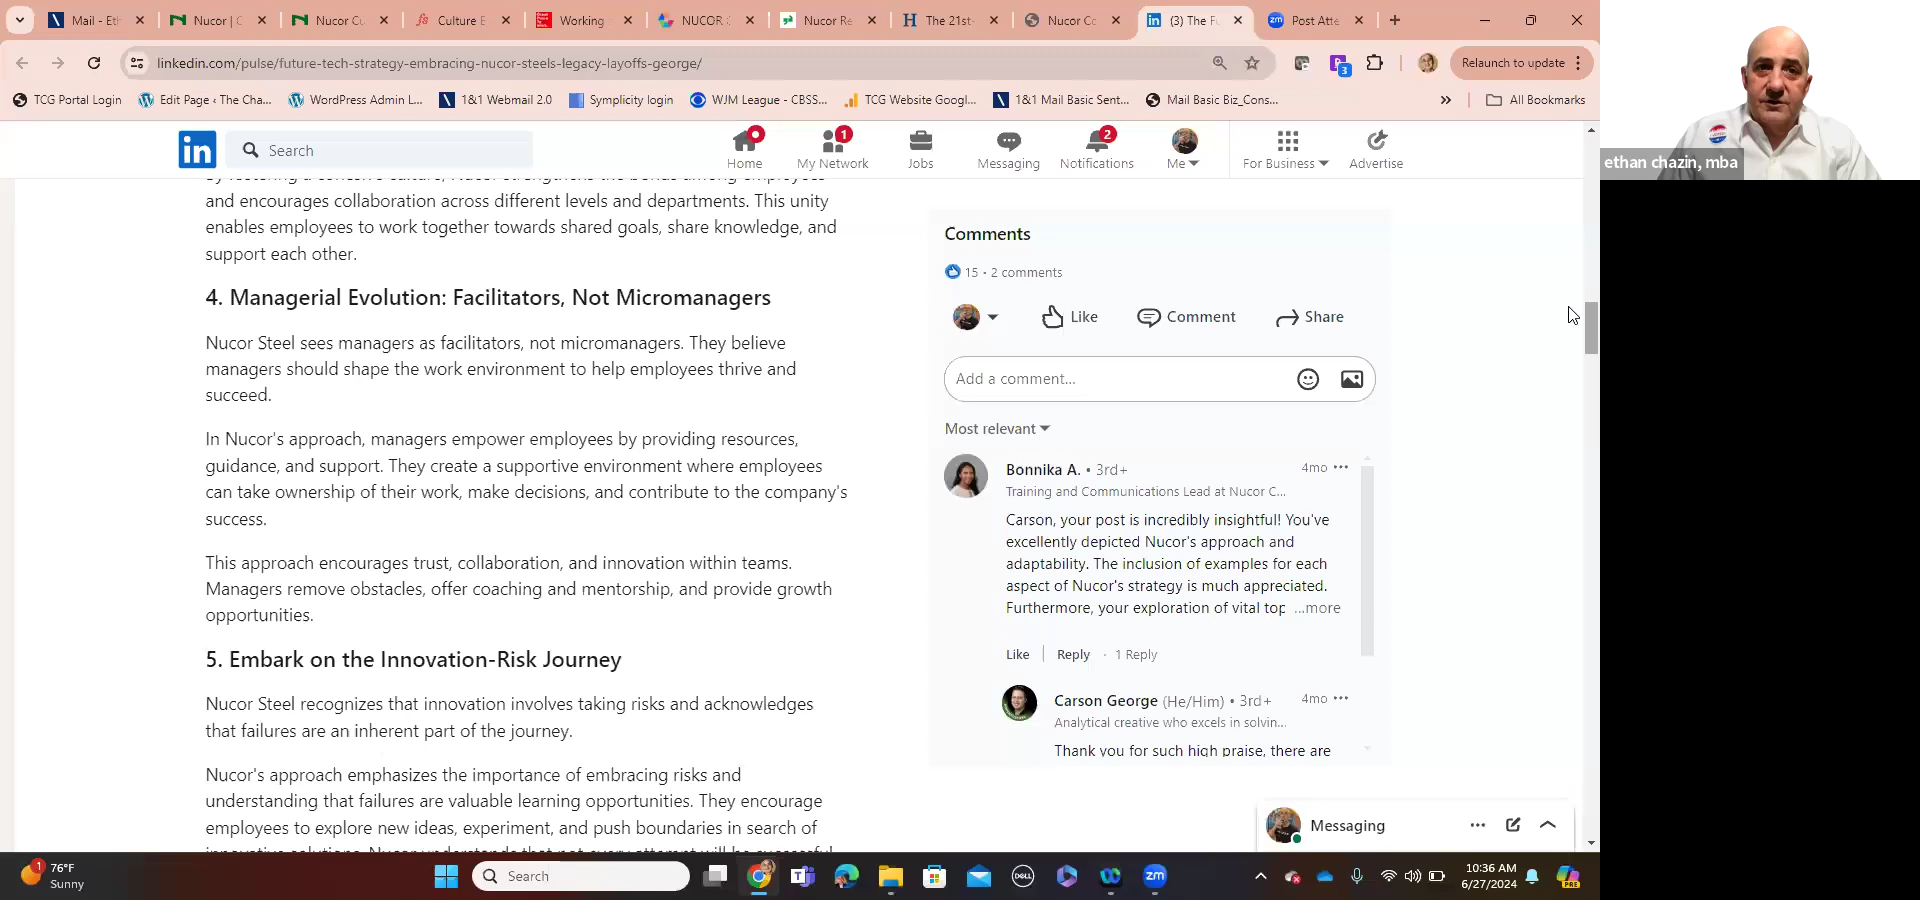 Mail - Eth
Nucor | C
Nucor Cu
Culture E
Working
NUCOR
Nucor Re
The 21st-
Nucor Co
(3) The Fu
Post Atte
linkedin.com/pulse/future-tech-strategy-embracing-nucor-steels-legacy-layoffs-george/
3
Relaunch to update
TCG Portal Login
Edit Page ‹ The Cha...
WordPress Admin L...
1&1 Webmail 2.0
Symplicity login
WJM League - CBSS...
TCG Website Googl...
1&1 Mail Basic Sent...
Mail Basic Biz_Cons...
»
All Bookmarks
in
Search
Home
1
My Network
Jobs
Messaging
2
Notifications
Me
For Business
Advertise
ethan chazin, mba
and encourages collaboration across different levels and departments. This unity
enables employees to work together towards shared goals, share knowledge, and
support each other.
4. Managerial Evolution: Facilitators, Not Micromanagers
Nucor Steel sees managers as facilitators, not micromanagers. They believe
managers should shape the work environment to help employees thrive and
succeed.
In Nucor's approach, managers empower employees by providing resources,
guidance, and support. They create a supportive environment where employees
can take ownership of their work, make decisions, and contribute to the company's
success.
This approach encourages trust, collaboration, and innovation within teams.
Managers remove obstacles, offer coaching and mentorship, and provide growth
opportunities.
5. Embark on the Innovation-Risk Journey
Nucor Steel recognizes that innovation involves taking risks and acknowledges
that failures are an inherent part of the journey.
Nucor's approach emphasizes the importance of embracing risks and
understanding that failures are valuable learning opportunities. They encourage
employees to explore new ideas, experiment, and push boundaries in search of
Comments
15 · 2 comments
Like
Comment
Share
Add a comment...
Most relevant
Bonnika A. • 3rd+
4mo
Training and Communications Lead at Nucor C...
Carson, your post is incredibly insightful! You've
excellently depicted Nucor's approach and
adaptability. The inclusion of examples for each
aspect of Nucor's strategy is much appreciated.
Furthermore, your exploration of vital top ...more
Like | Reply · 1 Reply
Carson George (He/Him) • 3rd+
4mo
Analytical creative who excels in solvin...
Thank you for such high praise, there are
Messaging
1
76°F
Sunny
Search
DELL
zm
10:36 AM
6/27/2024
PRE